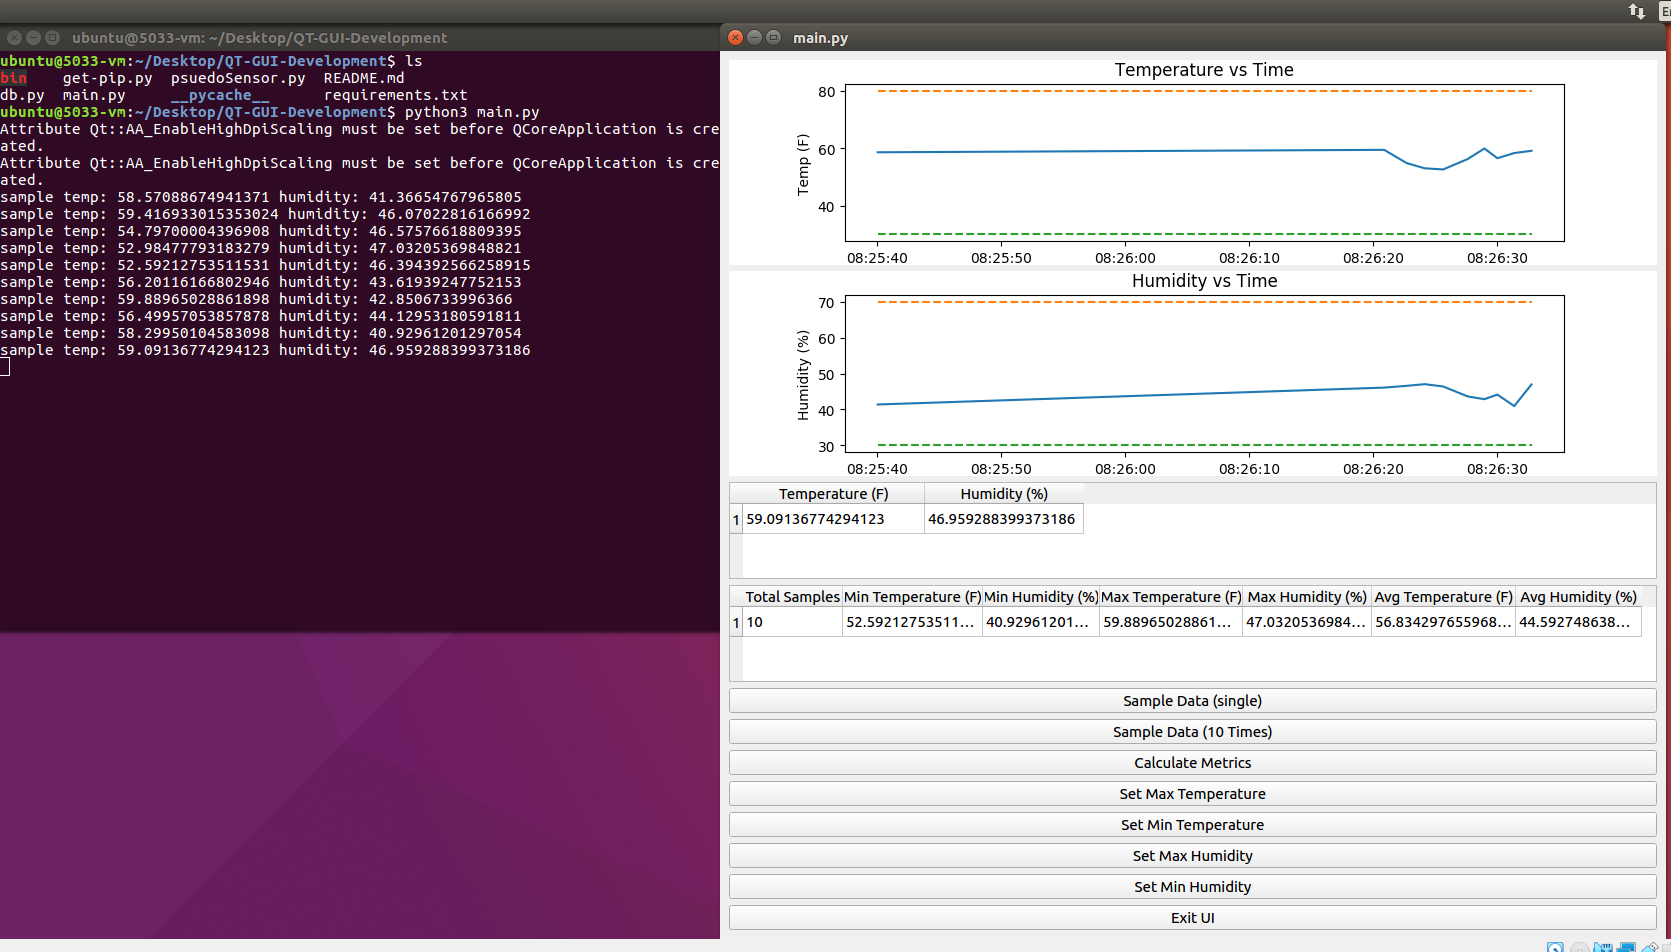 ubuntu@5033-vm: ~/Desktop/QT-GUI-Development
ubuntu@5033-vm:~/Desktop/QT-GUI-Development$ ls
bin get-pip.py psuedoSensor.py README.md
db.py main.py __pycache__ requirements.txt
ubuntu@5033-vm:~/Desktop/QT-GUI-Development$ python3 main.py
Attribute Qt::AA_EnableHighDpiScaling must be set before QCoreApplication is cre
ated.
Attribute Qt::AA_EnableHighDpiScaling must be set before QCoreApplication is cre
ated.
sample temp: 58.57088674941371 humidity: 41.36654767965805
sample temp: 59.416933015353024 humidity: 46.07022816166992
sample temp: 54.79700004396908 humidity: 46.57576618809395
sample temp: 52.98477793183279 humidity: 47.03205369848821
sample temp: 52.59212753511531 humidity: 46.394392566258915
sample temp: 56.20116166802946 humidity: 43.61939247752153
sample temp: 59.88965028861898 humidity: 42.8506733996366
sample temp: 56.49957053857878 humidity: 44.12953180591811
sample temp: 58.29950104583098 humidity: 40.92961201297054
sample temp: 59.09136774294123 humidity: 46.959288399373186
main.py
Temperature vs Time
Temp (F)
80
60
40
08:25:40 08:25:50 08:26:00 08:26:10 08:26:20 08:26:30
Humidity vs Time
Humidity (%)
70
60
50
40
30
08:25:40 08:25:50 08:26:00 08:26:10 08:26:20 08:26:30
Temperature (F) Humidity (%)
1 59.09136774294123 46.959288399373186
Total Samples Min Temperature (F) Min Humidity (%) Max Temperature (F) Max Humidity (%) Avg Temperature (F) Avg Humidity (%)
1 10 52.59212753511... 40.92961201... 59.88965028861... 47.0320536984... 56.834297655968... 44.592748638...
Sample Data (single)
Sample Data (10 Times)
Calculate Metrics
Set Max Temperature
Set Min Temperature
Set Max Humidity
Set Min Humidity
Exit UI